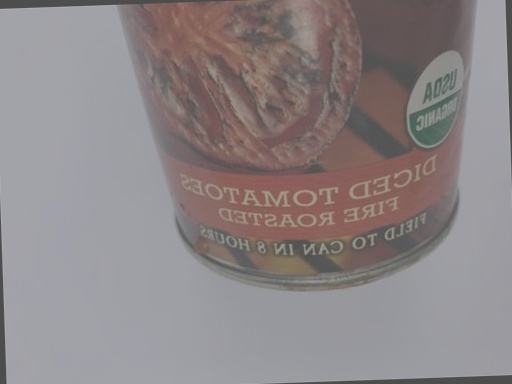 USDA
ORGANIC
DICED TOMATOES
FIRE ROASTED
FIELD TO CAN IN 8 HOURS